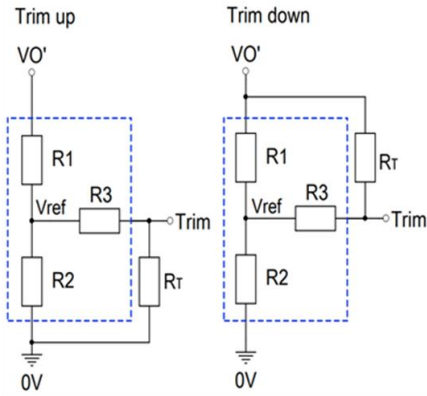 Trim up
VO'
R1
Vref
R3
Trim
R2
RT
0V
Trim down
VO'
R1
RT
Vref
R3
Trim
R2
0V